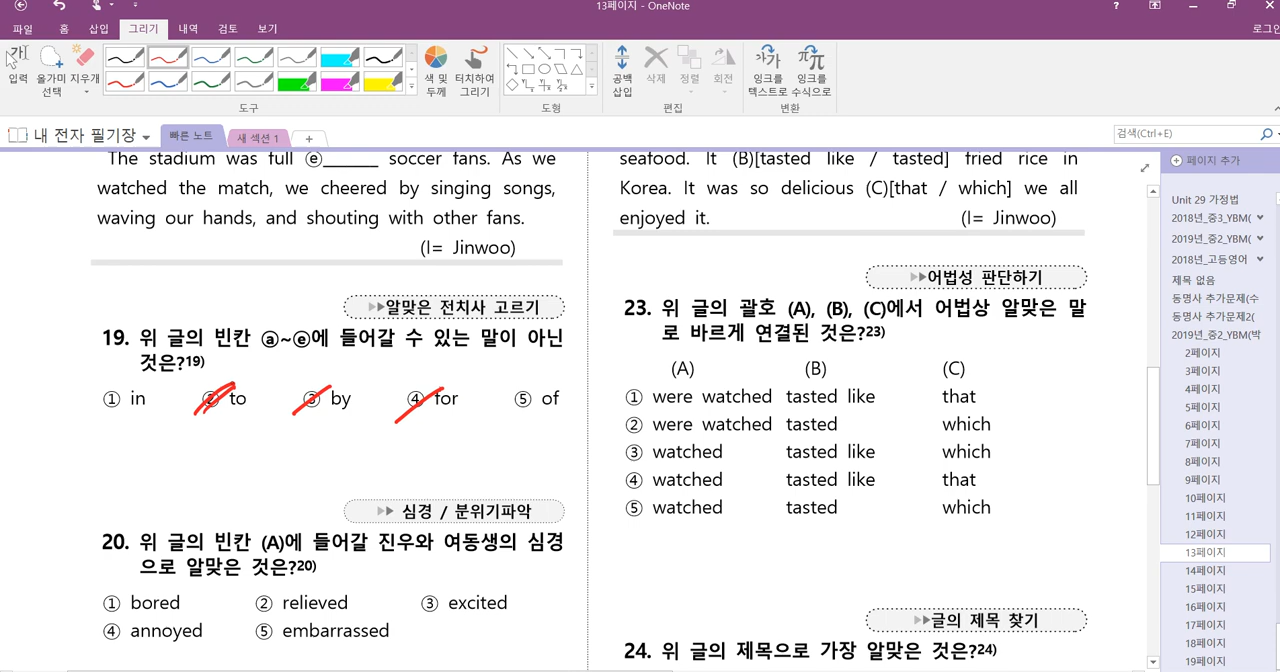 13페이지 - OneNote
?
파일 홈 삽입 그리기 내역 검토 보기
로그인
입력 올가미 선택 지우개
색 및 두께 터치하여 그리기
공백 삽입 삭제 정렬 회전
잉크를 텍스트로 잉크를 수식으로
도구 도형 편집 변환
내 전자 필기장 빠른 노트 새 섹션 1 +
검색(Ctrl+E)
The stadium was full ⓔ______ soccer fans. As we
watched the match, we cheered by singing songs,
waving our hands, and shouting with other fans.
(I= Jinwoo)
▶▶알맞은 전치사 고르기
19. 위 글의 빈칸 ⓐ~ⓔ에 들어갈 수 있는 말이 아닌
것은?19)
① in ② to ③ by ④ for ⑤ of
▶▶ 심경 / 분위기파악
20. 위 글의 빈칸 (A)에 들어갈 진우와 여동생의 심경
으로 알맞은 것은?20)
① bored ② relieved ③ excited
④ annoyed ⑤ embarrassed
seafood. It (B)[tasted like / tasted] fried rice in
Korea. It was so delicious (C)[that / which] we all
enjoyed it. (I= Jinwoo)
▶▶어법성 판단하기
23. 위 글의 괄호 (A), (B), (C)에서 어법상 알맞은 말
로 바르게 연결된 것은?23)
(A) (B) (C)
① were watched tasted like that
② were watched tasted which
③ watched tasted like which
④ watched tasted like that
⑤ watched tasted which
▶▶글의 제목 찾기
24. 위 글의 제목으로 가장 알맞은 것은?24)
페이지 추가
Unit 29 가정법
2018년_중3_YBM(
2019년_중2_YBM(
2018년_고등영어
제목 없음
동명사 추가문제(수
동명사 추가문제2(
2019년_중2_YBM(박
2페이지
3페이지
4페이지
5페이지
6페이지
7페이지
8페이지
9페이지
10페이지
11페이지
12페이지
13페이지
14페이지
15페이지
16페이지
17페이지
18페이지
19페이지